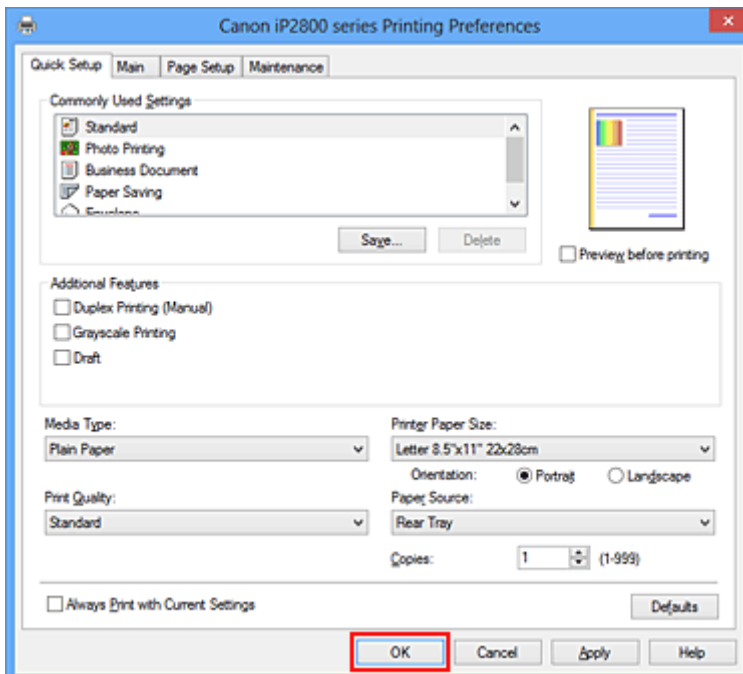 Canon iP2800 series Printing Preferences
Quick Setup Main Page Setup Maintenance
Commonly Used Settings
Standard
Photo Printing
Business Document
Paper Saving
Envelope
Save... Delete
Preview before printing
Additional Features
Duplex Printing (Manual)
Grayscale Printing
Draft
Media Type:
Plain Paper
Printer Paper Size:
Letter 8.5"x11" 22x28cm
Orientation: Portrait Landscape
Print Quality:
Standard
Paper Source:
Rear Tray
Copies: 1 (1-999)
Always Print with Current Settings
Defaults
OK Cancel Apply Help